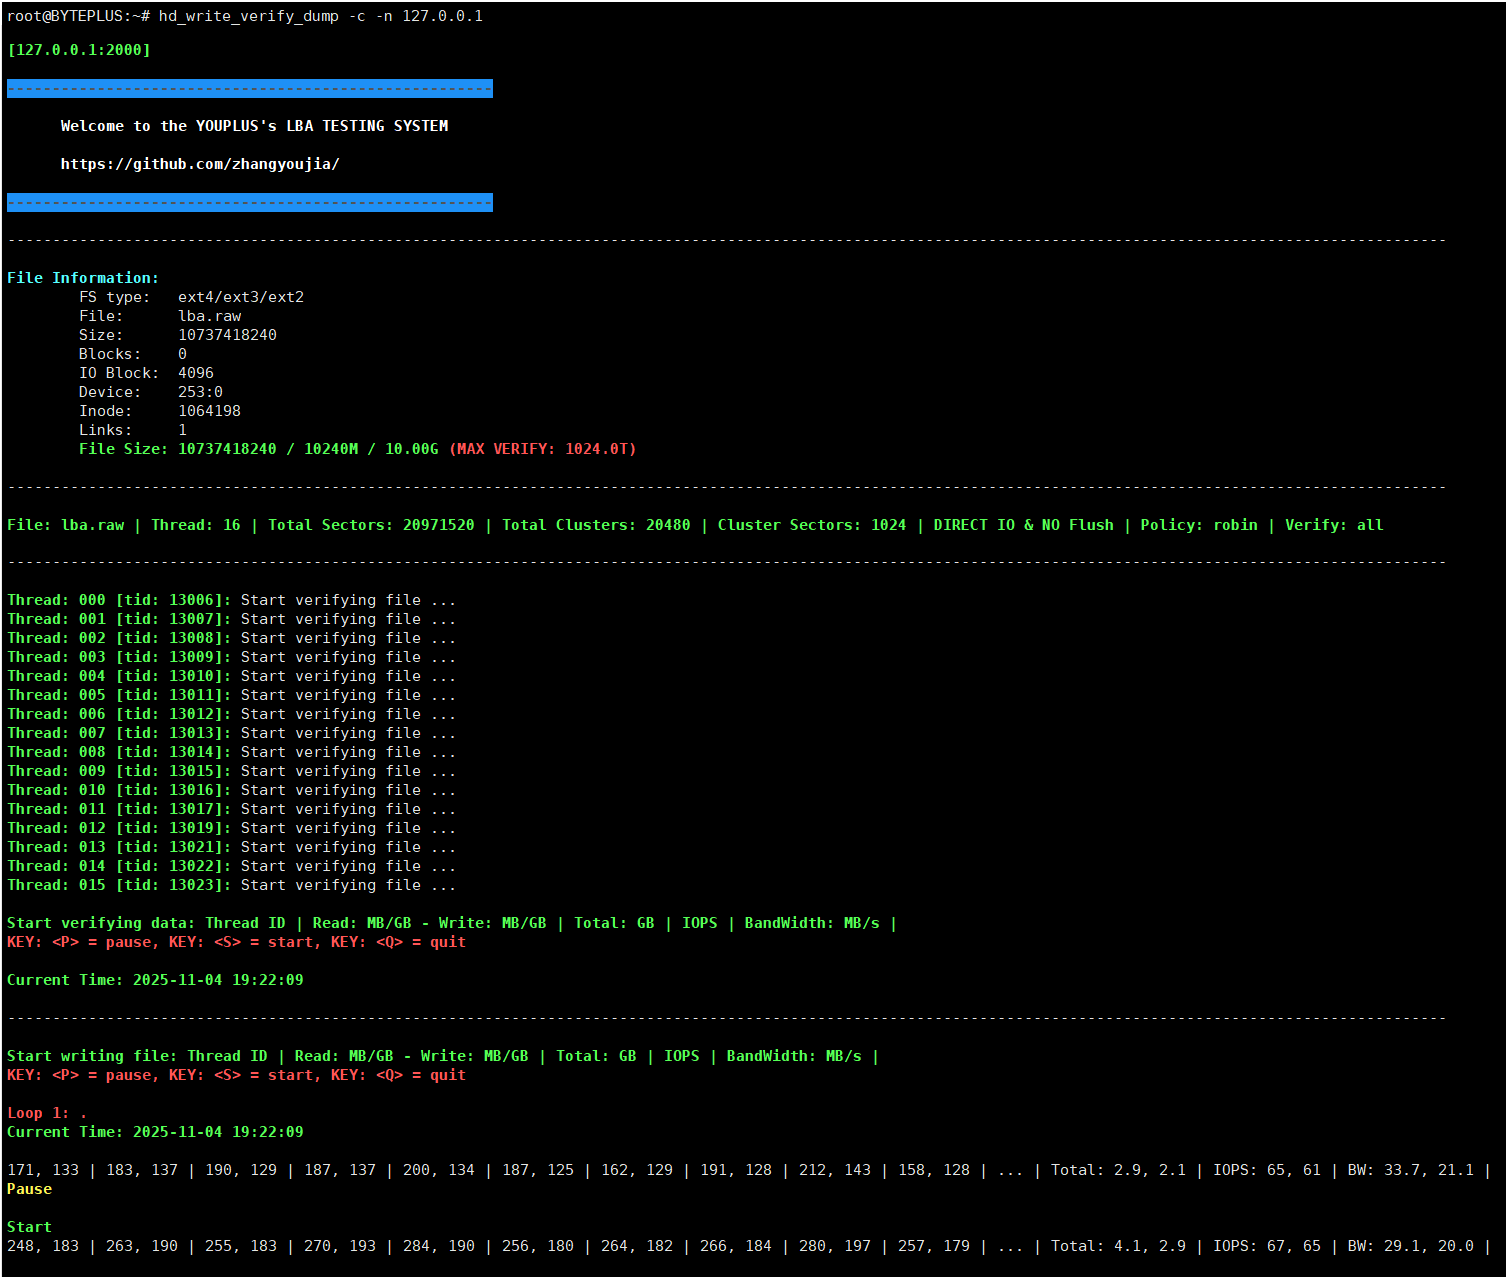 root@BYTEPLUS:~# hd_write_verify_dump -c -n 127.0.0.1
[127.0.0.1:2000]
------------------------------------------------------
Welcome to the YOUPLUS's LBA TESTING SYSTEM
https://github.com/zhangyoujia/
------------------------------------------------------
----------------------------------------------------------------------------------------------------------------------------------------------------------------
File Information:
FS type: ext4/ext3/ext2
File: lba.raw
Size: 10737418240
Blocks: 0
IO Block: 4096
Device: 253:0
Inode: 1064198
Links: 1
File Size: 10737418240 / 10240M / 10.00G (MAX VERIFY: 1024.0T)
----------------------------------------------------------------------------------------------------------------------------------------------------------------
File: lba.raw | Thread: 16 | Total Sectors: 20971520 | Total Clusters: 20480 | Cluster Sectors: 1024 | DIRECT IO & NO Flush | Policy: robin | Verify: all
----------------------------------------------------------------------------------------------------------------------------------------------------------------
Thread: 000 [tid: 13006]: Start verifying file ...
Thread: 001 [tid: 13007]: Start verifying file ...
Thread: 002 [tid: 13008]: Start verifying file ...
Thread: 003 [tid: 13009]: Start verifying file ...
Thread: 004 [tid: 13010]: Start verifying file ...
Thread: 005 [tid: 13011]: Start verifying file ...
Thread: 006 [tid: 13012]: Start verifying file ...
Thread: 007 [tid: 13013]: Start verifying file ...
Thread: 008 [tid: 13014]: Start verifying file ...
Thread: 009 [tid: 13015]: Start verifying file ...
Thread: 010 [tid: 13016]: Start verifying file ...
Thread: 011 [tid: 13017]: Start verifying file ...
Thread: 012 [tid: 13019]: Start verifying file ...
Thread: 013 [tid: 13021]: Start verifying file ...
Thread: 014 [tid: 13022]: Start verifying file ...
Thread: 015 [tid: 13023]: Start verifying file ...
Start verifying data: Thread ID | Read: MB/GB - Write: MB/GB | Total: GB | IOPS | BandWidth: MB/s |
KEY: <P> = pause, KEY: <S> = start, KEY: <Q> = quit
Current Time: 2025-11-04 19:22:09
----------------------------------------------------------------------------------------------------------------------------------------------------------------
Start writing file: Thread ID | Read: MB/GB - Write: MB/GB | Total: GB | IOPS | BandWidth: MB/s |
KEY: <P> = pause, KEY: <S> = start, KEY: <Q> = quit
Loop 1: .
Current Time: 2025-11-04 19:22:09
171, 133 | 183, 137 | 190, 129 | 187, 137 | 200, 134 | 187, 125 | 162, 129 | 191, 128 | 212, 143 | 158, 128 | ... | Total: 2.9, 2.1 | IOPS: 65, 61 | BW: 33.7, 21.1 |
Pause
Start
248, 183 | 263, 190 | 255, 183 | 270, 193 | 284, 190 | 256, 180 | 264, 182 | 266, 184 | 280, 197 | 257, 179 | ... | Total: 4.1, 2.9 | IOPS: 67, 65 | BW: 29.1, 20.0 |